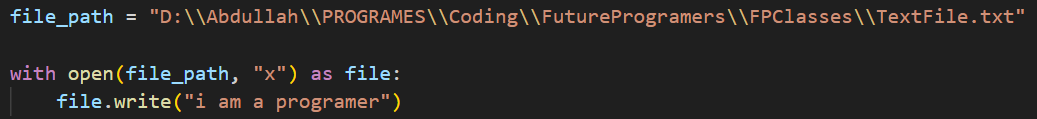 file_path = "D:\\Abdullah\\PROGRAMES\\Coding\\FutureProgramers\\FPClasses\\TextFile.txt"
with open(file_path, "x") as file:
    file.write("i am a programer")